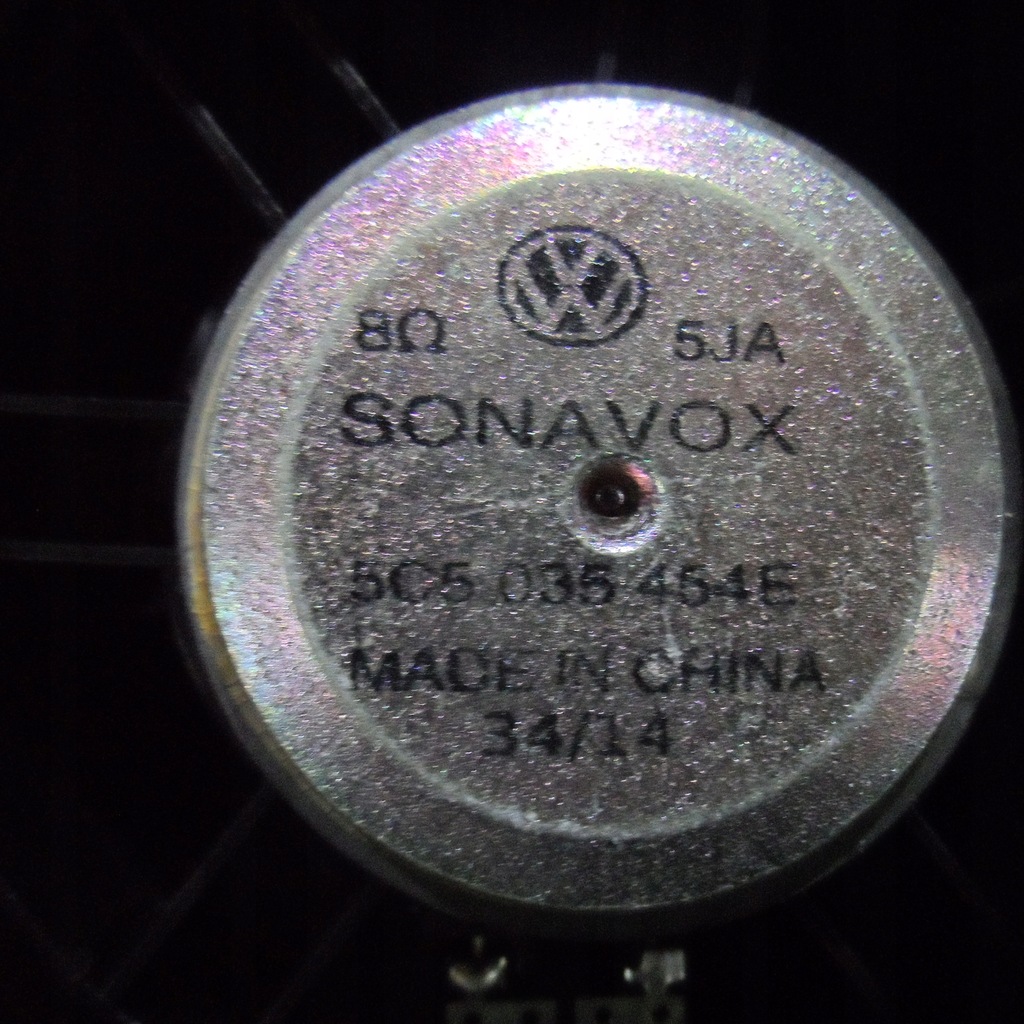 8Ω 5JA
SONAVOX
5C5 035 454E
MADE IN CHINA
34/14